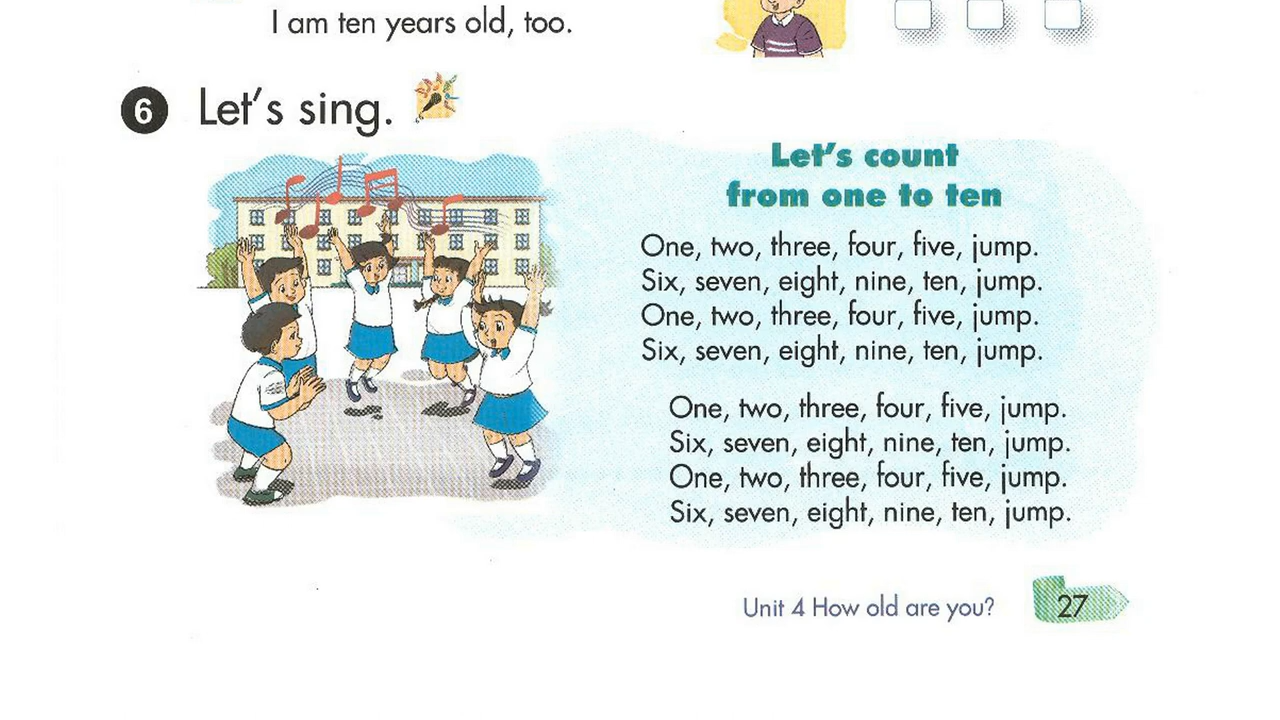 I am ten years old, too.
6 Let's sing.
Let's count
from one to ten
One, two, three, four, five, jump.
Six, seven, eight, nine, ten, jump.
One, two, three, four, five, jump.
Six, seven, eight, nine, ten, jump.
One, two, three, four, five, jump.
Six, seven, eight, nine, ten, jump.
One, two, three, four, five, jump.
Six, seven, eight, nine, ten, jump.
Unit 4 How old are you? 27